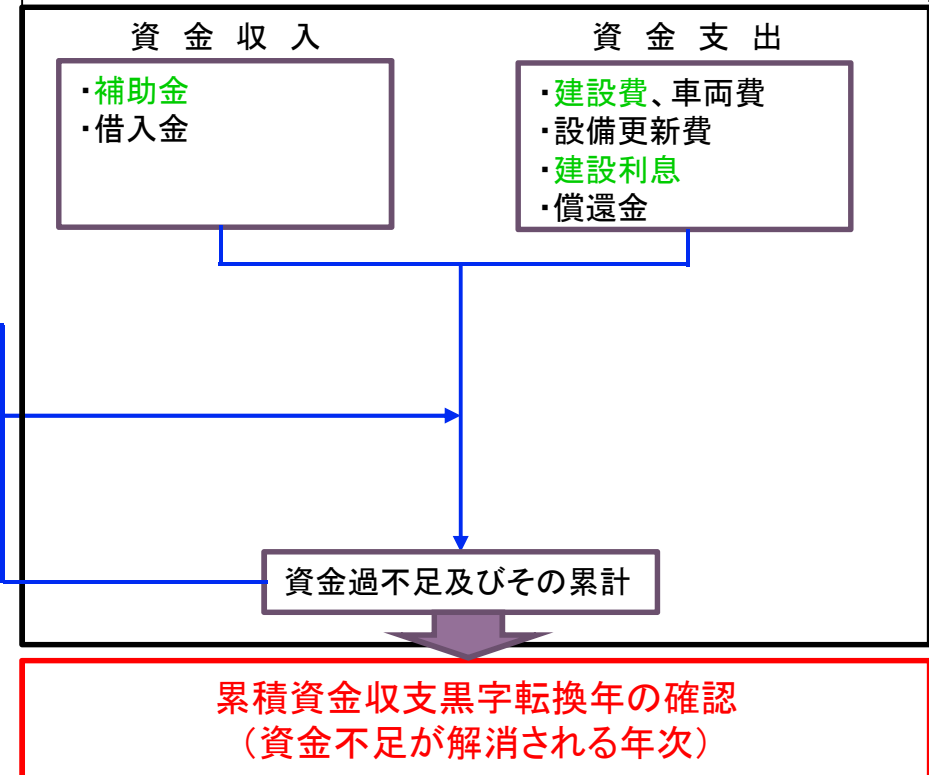 資金収入
・補助金
・借入金
資金支出
・建設費、車両費
・設備更新費
・建設利息
・償還金
資金過不足及びその累計
累積資金収支黒字転換年の確認
（資金不足が解消される年次）